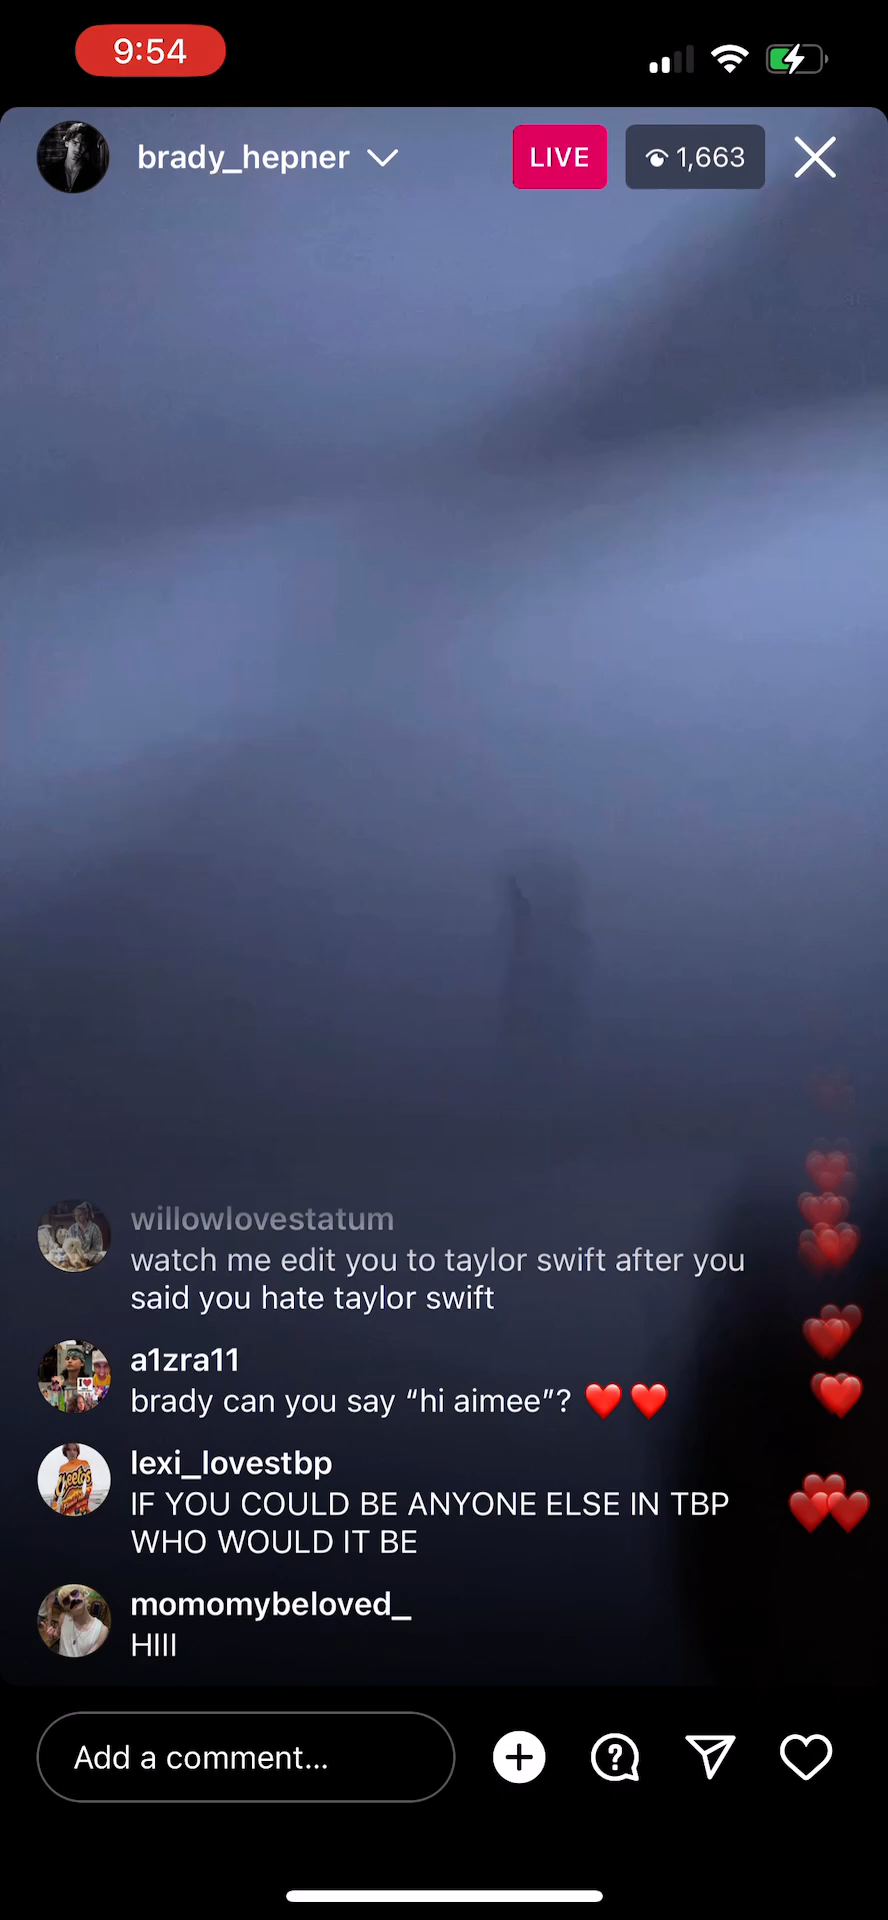 9:54
brady_hepner
LIVE
1,663
willowlovestatum
watch me edit you to taylor swift after you
said you hate taylor swift
a1zra11
brady can you say “hi aimee”? ❤️ ❤️
lexi_lovestbp
IF YOU COULD BE ANYONE ELSE IN TBP
WHO WOULD IT BE
momomybeloved_
HIII
Add a comment...